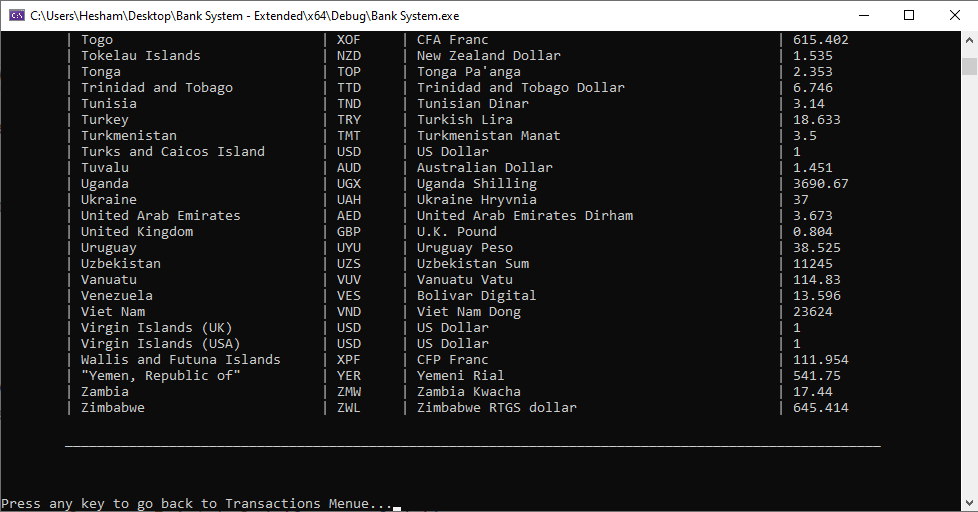 C:\Users\Hesham\Desktop\Bank System - Extended\x64\Debug\Bank System.exe
| Togo | XOF | CFA Franc | 615.402
| Tokelau Islands | NZD | New Zealand Dollar | 1.535
| Tonga | TOP | Tonga Pa'anga | 2.353
| Trinidad and Tobago | TTD | Trinidad and Tobago Dollar | 6.746
| Tunisia | TND | Tunisian Dinar | 3.14
| Turkey | TRY | Turkish Lira | 18.633
| Turkmenistan | TMT | Turkmenistan Manat | 3.5
| Turks and Caicos Island | USD | US Dollar | 1
| Tuvalu | AUD | Australian Dollar | 1.451
| Uganda | UGX | Uganda Shilling | 3690.67
| Ukraine | UAH | Ukraine Hryvnia | 37
| United Arab Emirates | AED | United Arab Emirates Dirham | 3.673
| United Kingdom | GBP | U.K. Pound | 0.804
| Uruguay | UYU | Uruguay Peso | 38.525
| Uzbekistan | UZS | Uzbekistan Sum | 11245
| Vanuatu | VUV | Vanuatu Vatu | 114.83
| Venezuela | VES | Bolivar Digital | 13.596
| Viet Nam | VND | Viet Nam Dong | 23624
| Virgin Islands (UK) | USD | US Dollar | 1
| Virgin Islands (USA) | USD | US Dollar | 1
| Wallis and Futuna Islands | XPF | CFP Franc | 111.954
| "Yemen, Republic of" | YER | Yemeni Rial | 541.75
| Zambia | ZMW | Zambia Kwacha | 17.44
| Zimbabwe | ZWL | Zimbabwe RTGS dollar | 645.414
Press any key to go back to Transactions Menue...